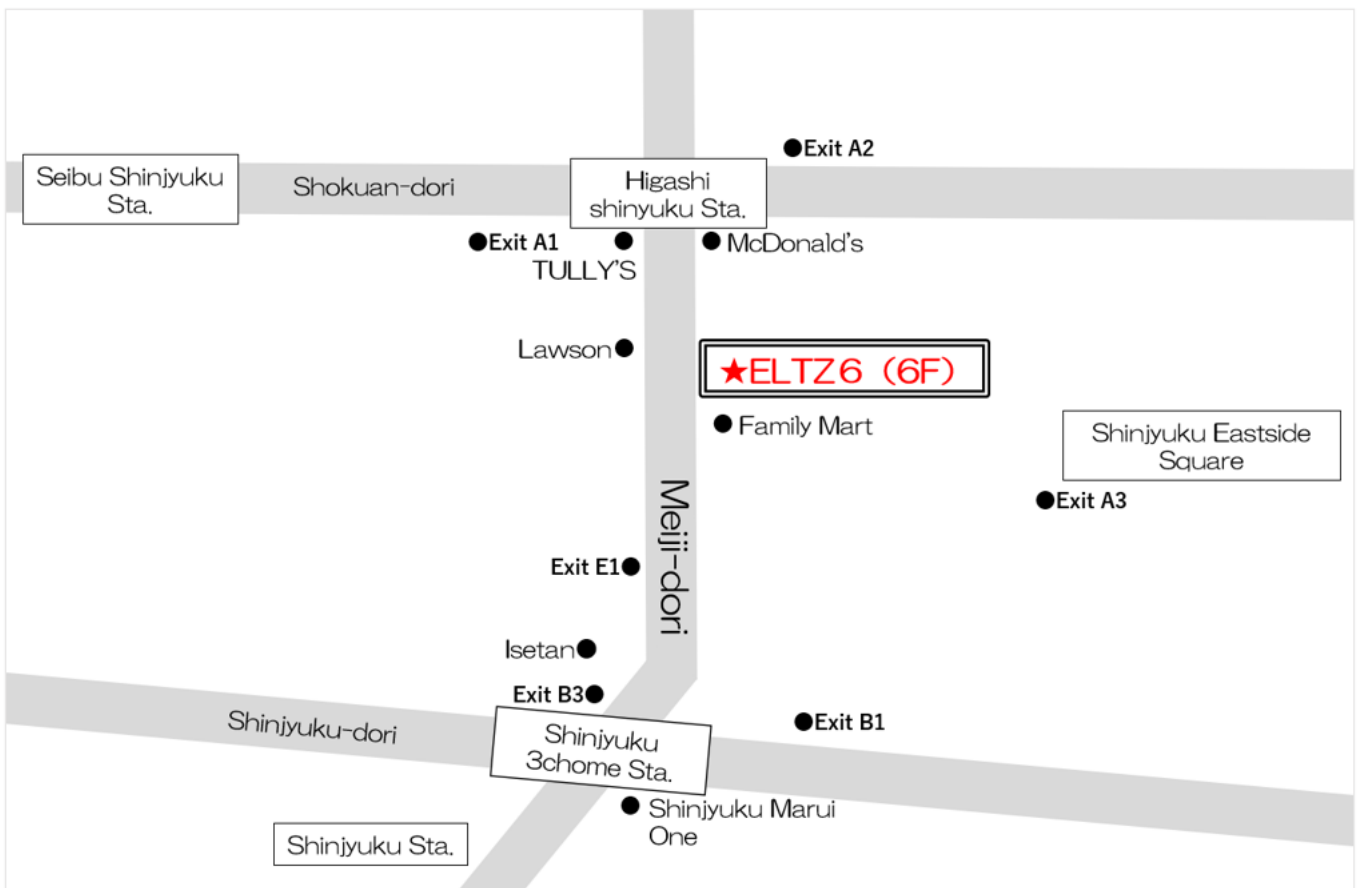 Exit A2
Seibu Shinjyuku
Sta.
Shokuan-dori
Higashi
shinyuku Sta.
Exit A1
TULLY'S
McDonald's
Lawson
★ELTZ6 (6F)
Family Mart
Shinjyuku Eastside
Square
Exit A3
Meiji-dori
Exit E1
Isetan
Exit B3
Shinjyuku-dori
Shinjyuku
3chome Sta.
Exit B1
Shinjyuku Marui
One
Shinjyuku Sta.